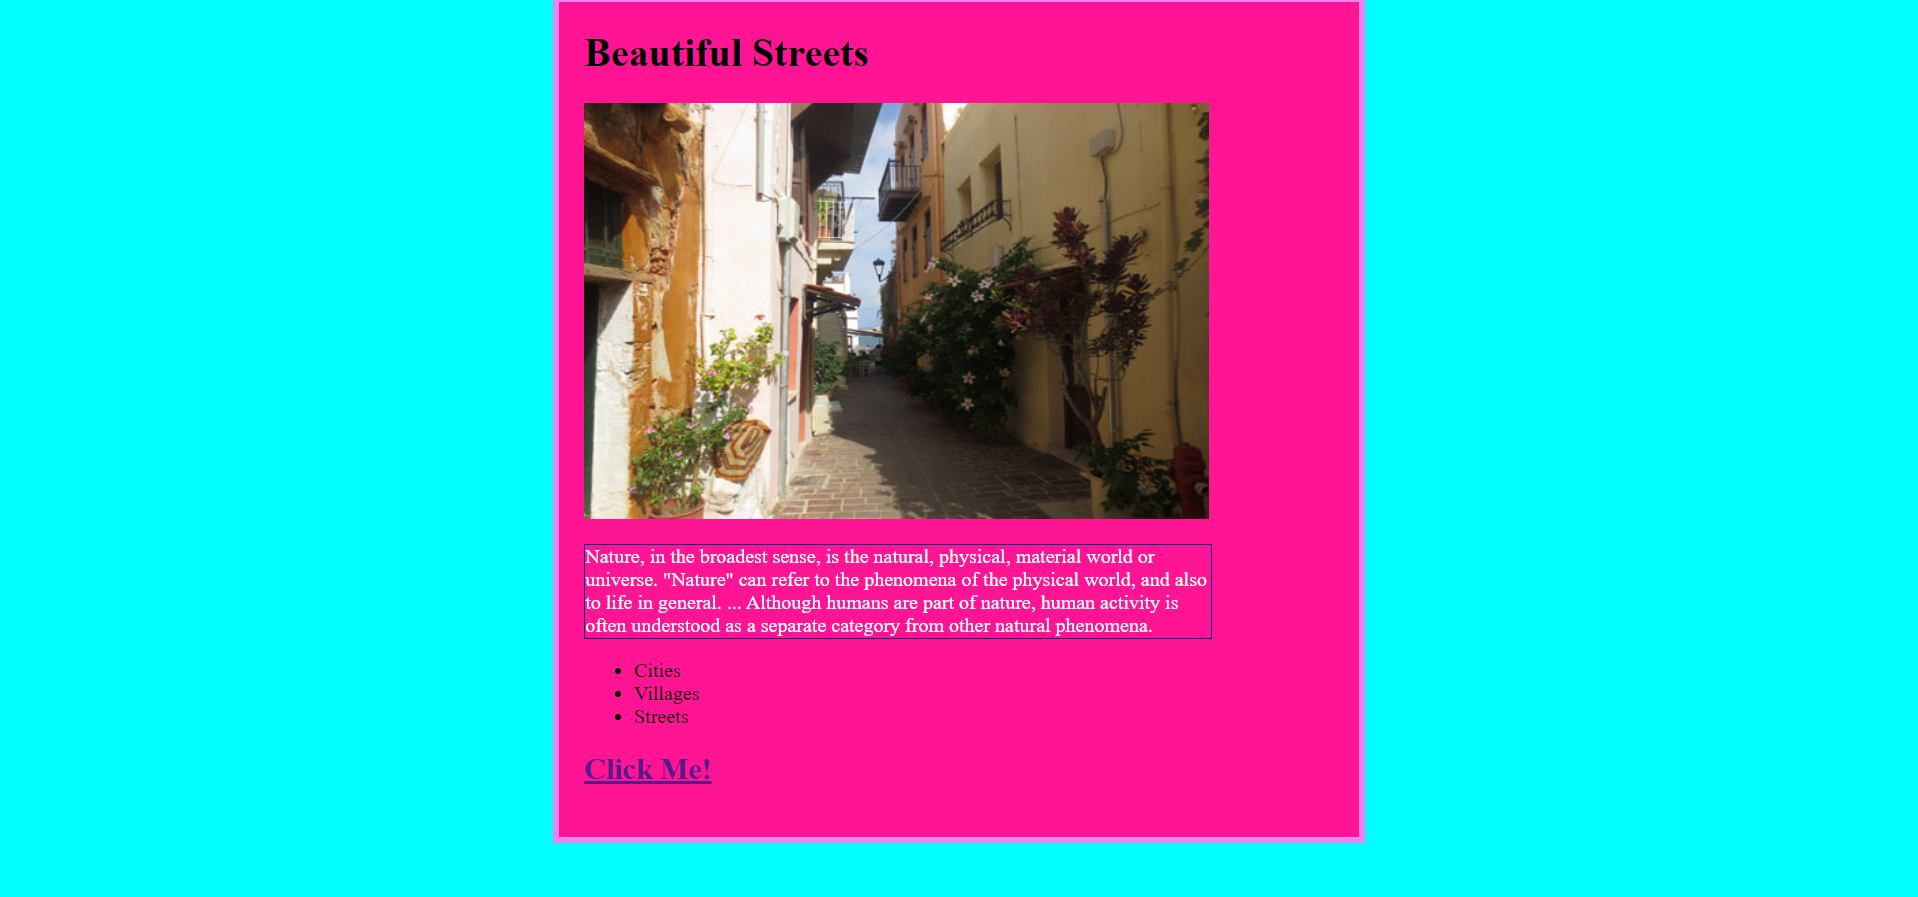 Beautiful Streets
Nature, in the broadest sense, is the natural, physical, material world or
universe. "Nature" can refer to the phenomena of the physical world, and also
to life in general. ... Although humans are part of nature, human activity is
often understood as a separate category from other natural phenomena.
Cities
Villages
Streets
Click Me!